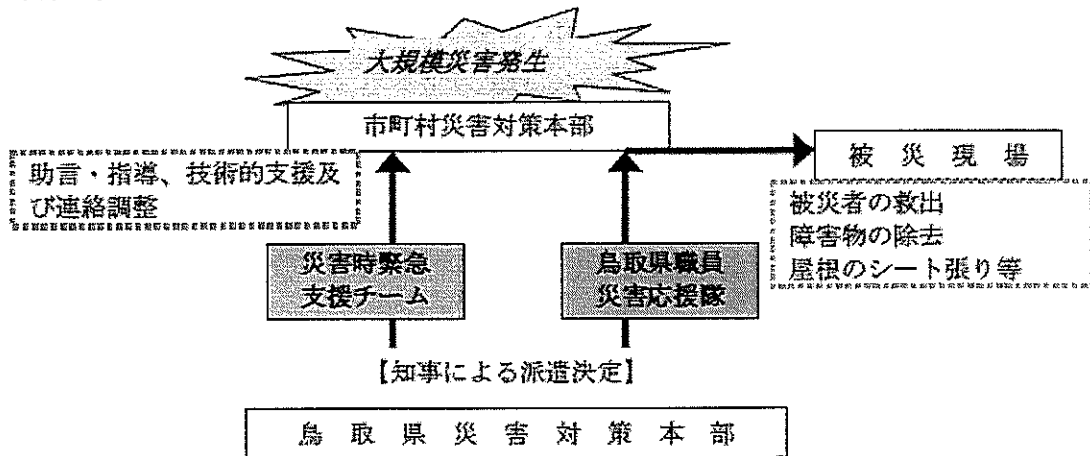 大規模災害発生
市町村災害対策本部
被災現場
助言・指導、技術的支援及
び連絡調整
被災者の救出
障害物の除去
屋根のシート張り等
災害時緊急
支援チーム
鳥取県職員
災害応援隊
【知事による派遣決定】
鳥取県災害対策本部